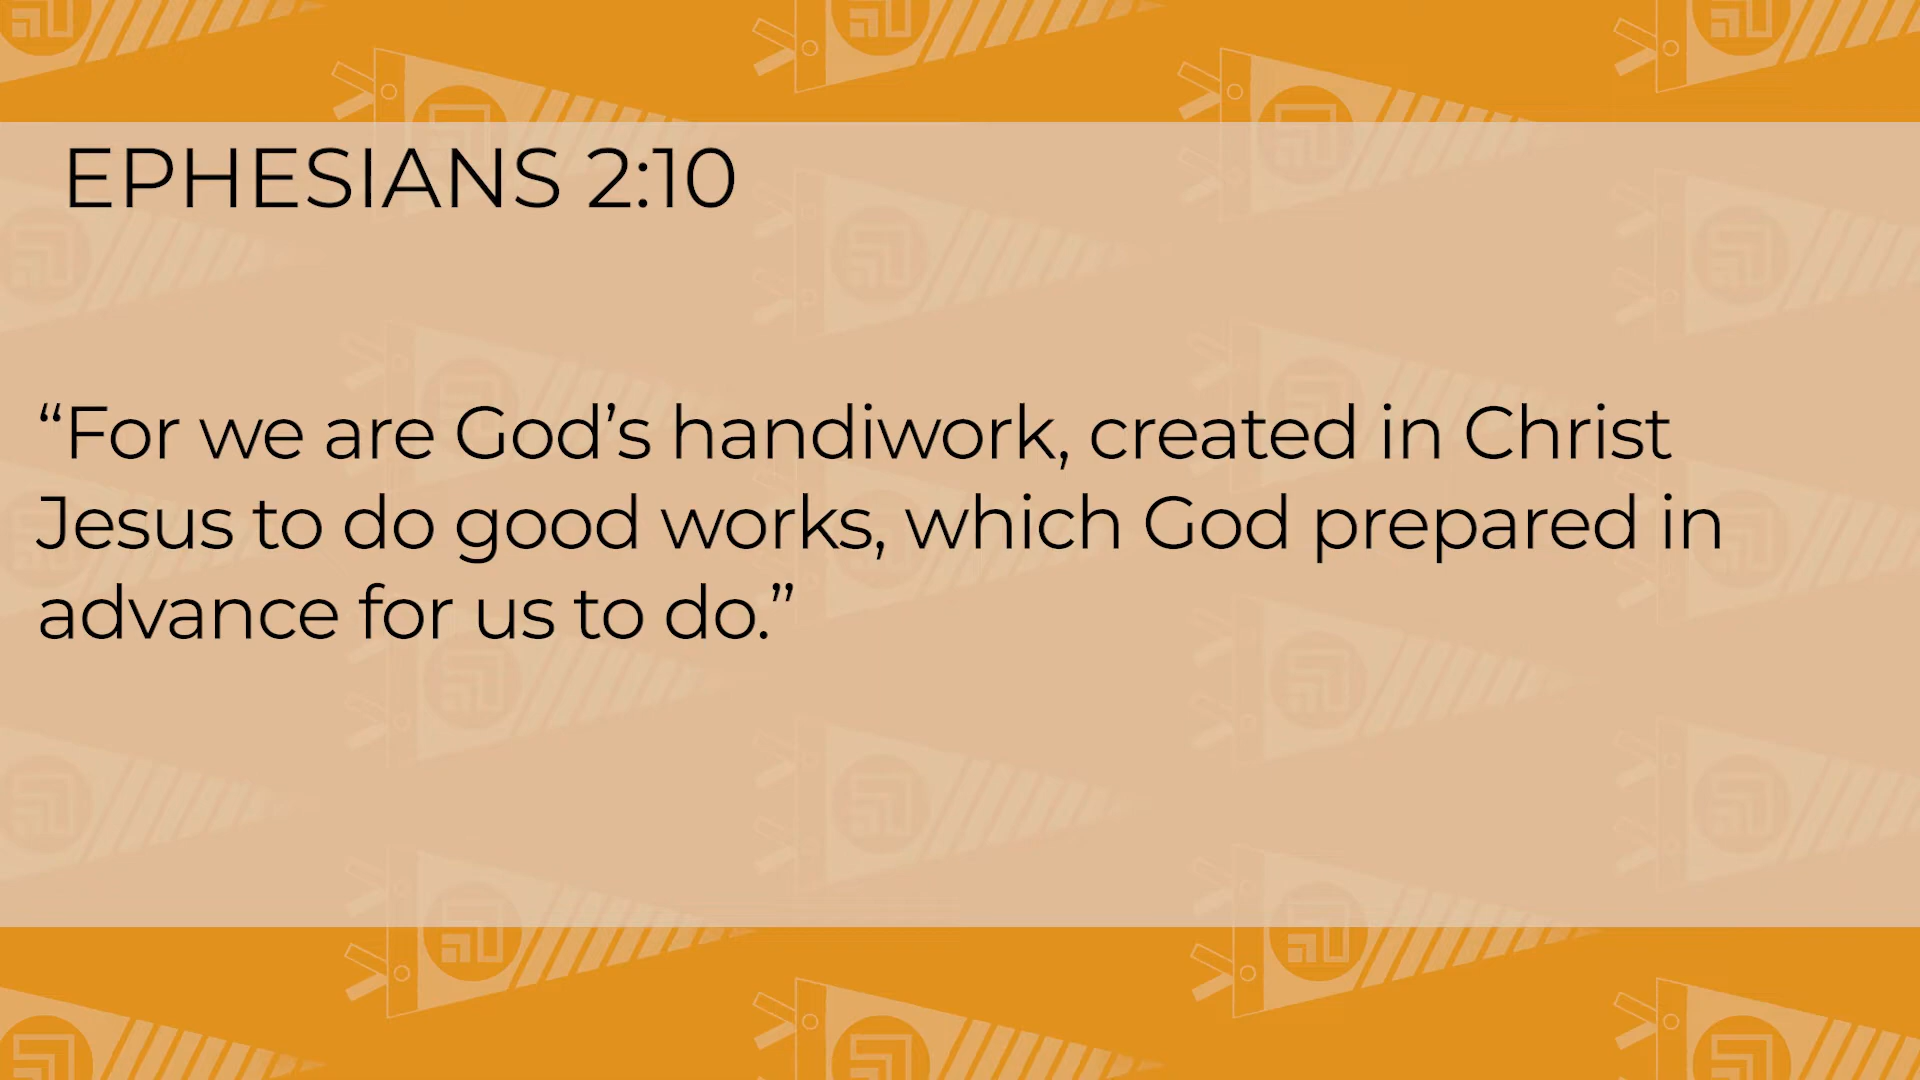 EPHESIANS 2:10
“For we are God’s handiwork, created in Christ
Jesus to do good works, which God prepared in
advance for us to do.”